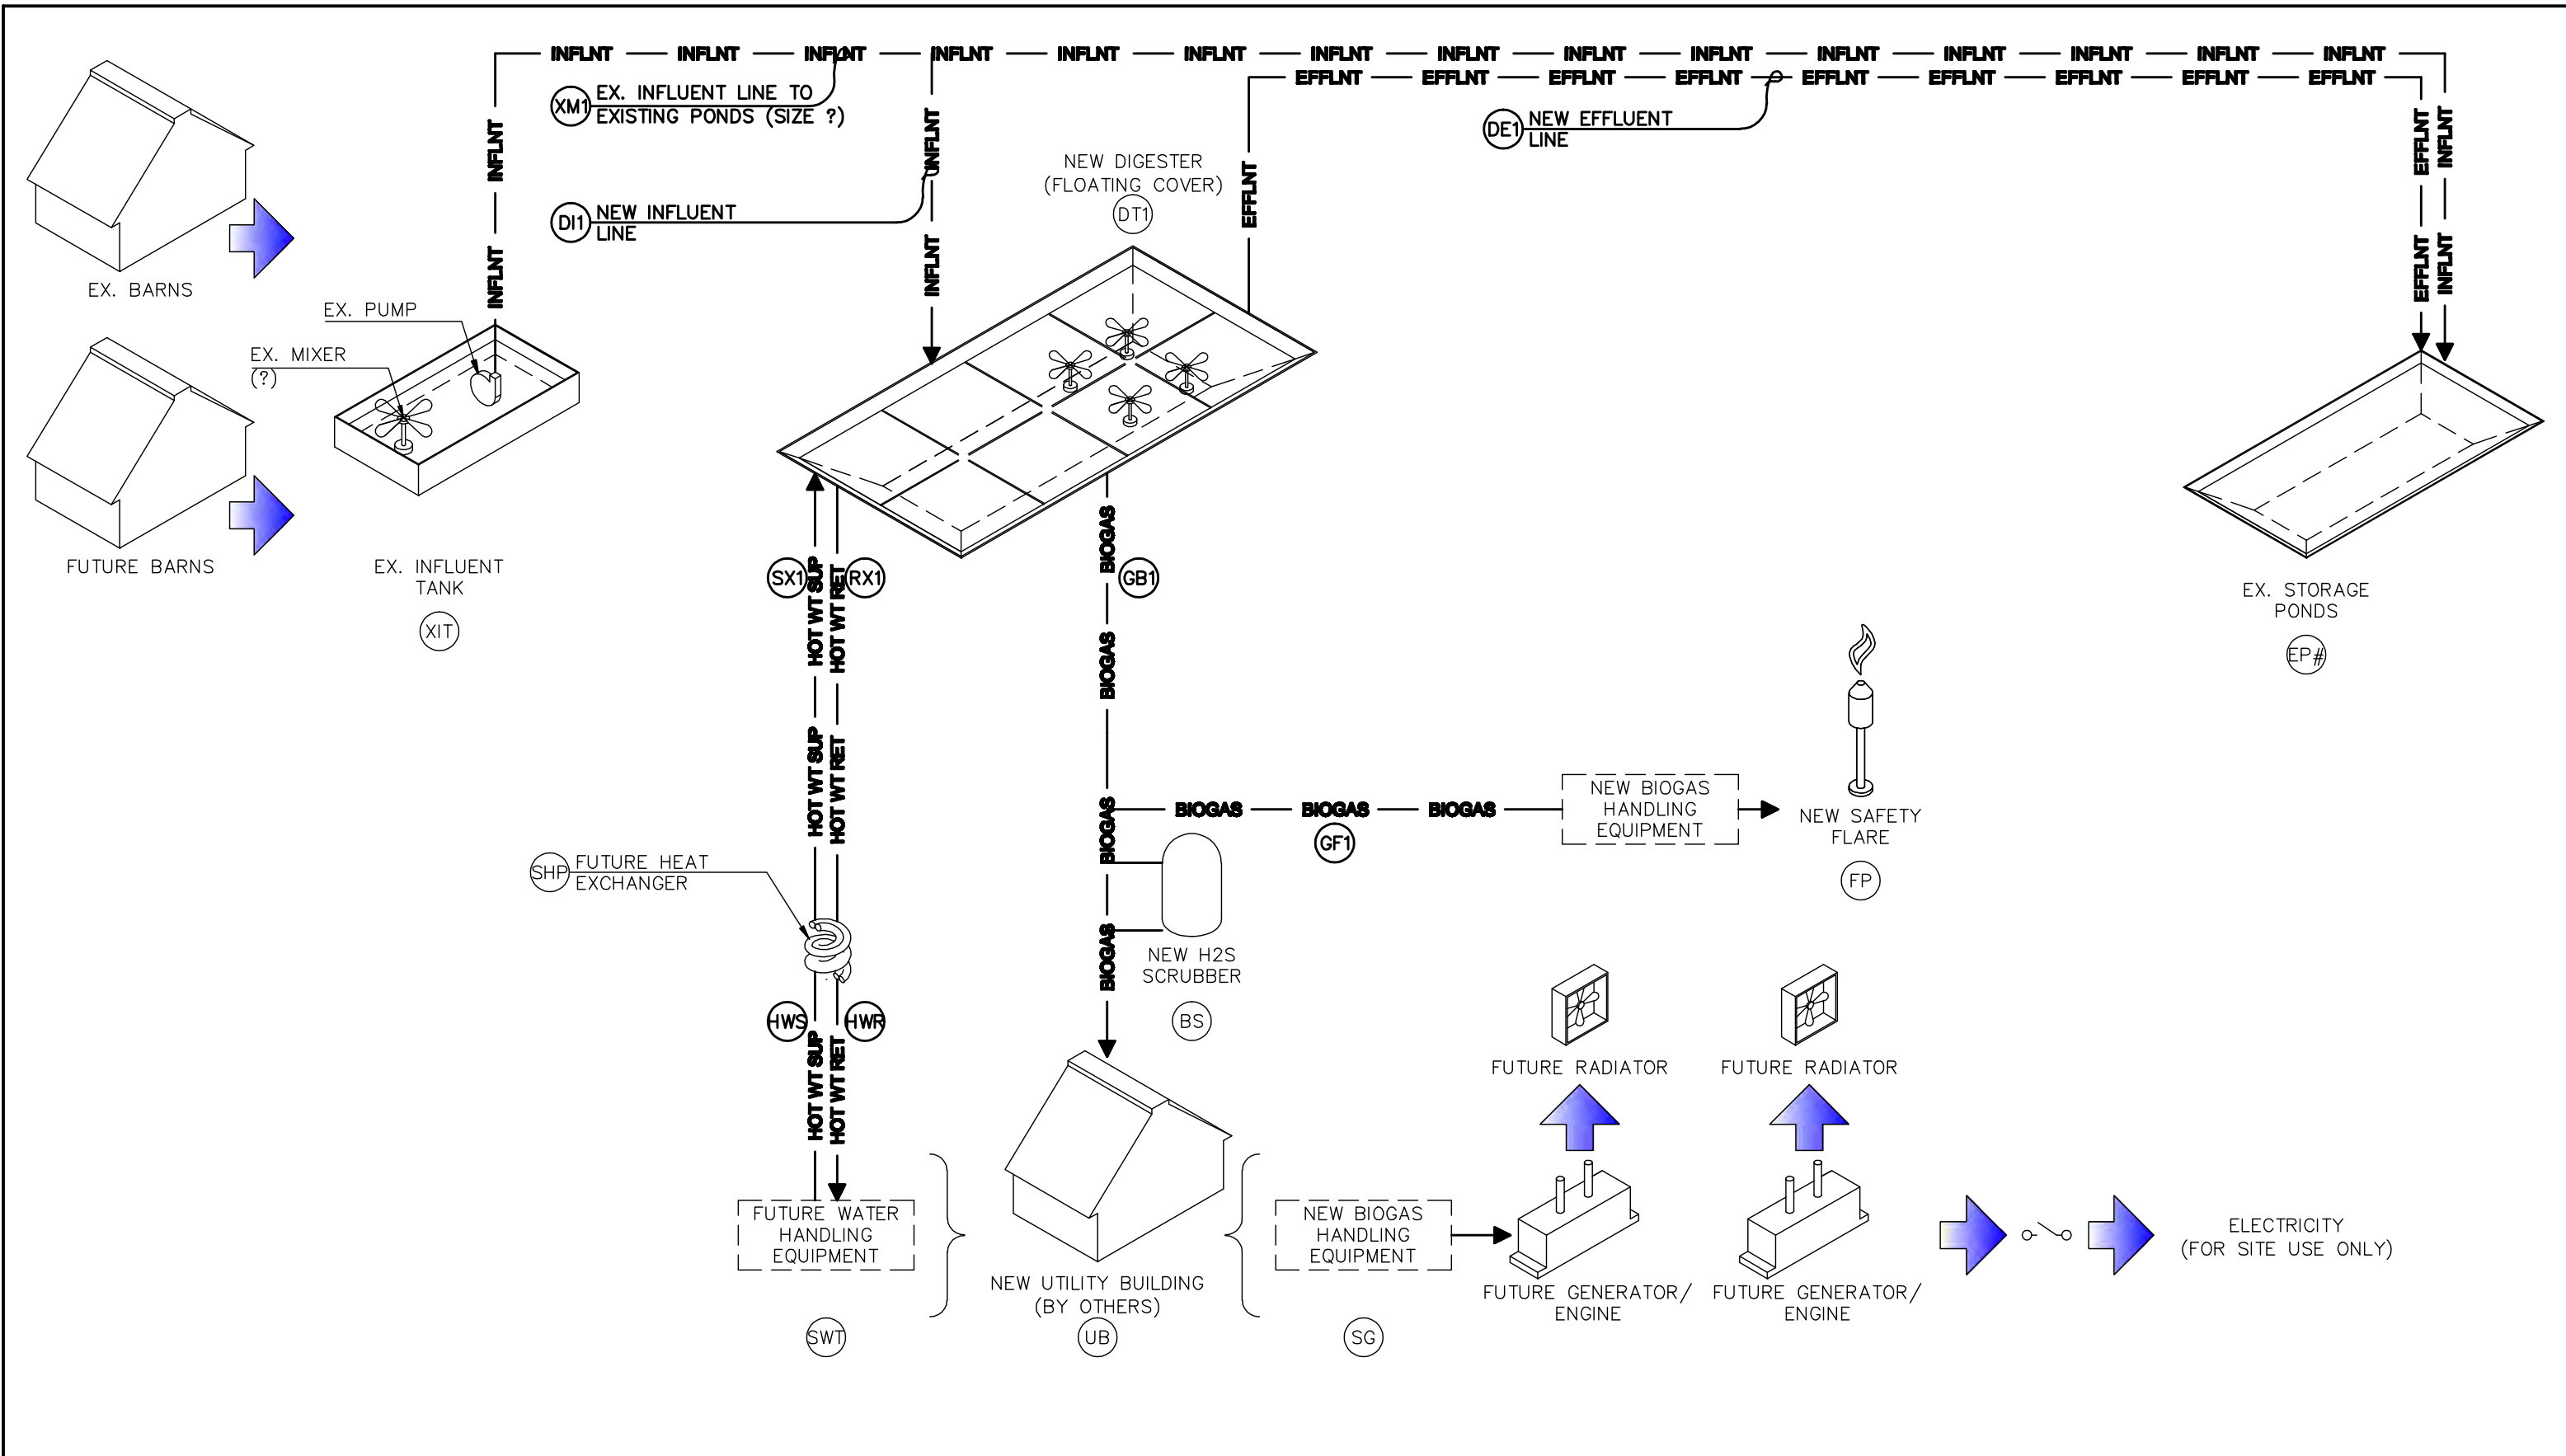 INFLNT INFLNT INFLNT INFLNT INFLNT INFLNT INFLNT INFLNT INFLNT INFLNT INFLNT INFLNT INFLNT INFLNT INFLNT
EFFLNT EFFLNT EFFLNT EFFLNT EFFLNT EFFLNT EFFLNT EFFLNT EFFLNT
XM1
EX. INFLUENT LINE TO
EXISTING PONDS (SIZE ?)
DE1
NEW EFFLUENT
LINE
INFLNT
INFLNT
INFLNT
INFLNT
EFFLNT
EFFLNT
EFFLNT
INFLNT
INFLNT
NEW DIGESTER
(FLOATING COVER)
DT1
DI1
NEW INFLUENT
LINE
EX. BARNS
EX. PUMP
EX. MIXER
(?)
FUTURE BARNS
EX. INFLUENT
TANK
XIT
SX1
RX1
GB1
HOT WT SUP
HOT WT SUP
HOT WT SUP
HOT WT RET
HOT WT RET
HOT WT RET
BIOGAS
BIOGAS
BIOGAS
BIOGAS
EX. STORAGE
PONDS
EP#
BIOGAS BIOGAS BIOGAS
GF1
NEW BIOGAS
HANDLING
EQUIPMENT
NEW SAFETY
FLARE
FP
SHP
FUTURE HEAT
EXCHANGER
NEW H2S
SCRUBBER
BS
HWS
HWR
FUTURE RADIATOR
FUTURE RADIATOR
FUTURE WATER
HANDLING
EQUIPMENT
SWT
NEW UTILITY BUILDING
(BY OTHERS)
UB
NEW BIOGAS
HANDLING
EQUIPMENT
SG
FUTURE GENERATOR/
ENGINE
FUTURE GENERATOR/
ENGINE
ELECTRICITY
(FOR SITE USE ONLY)